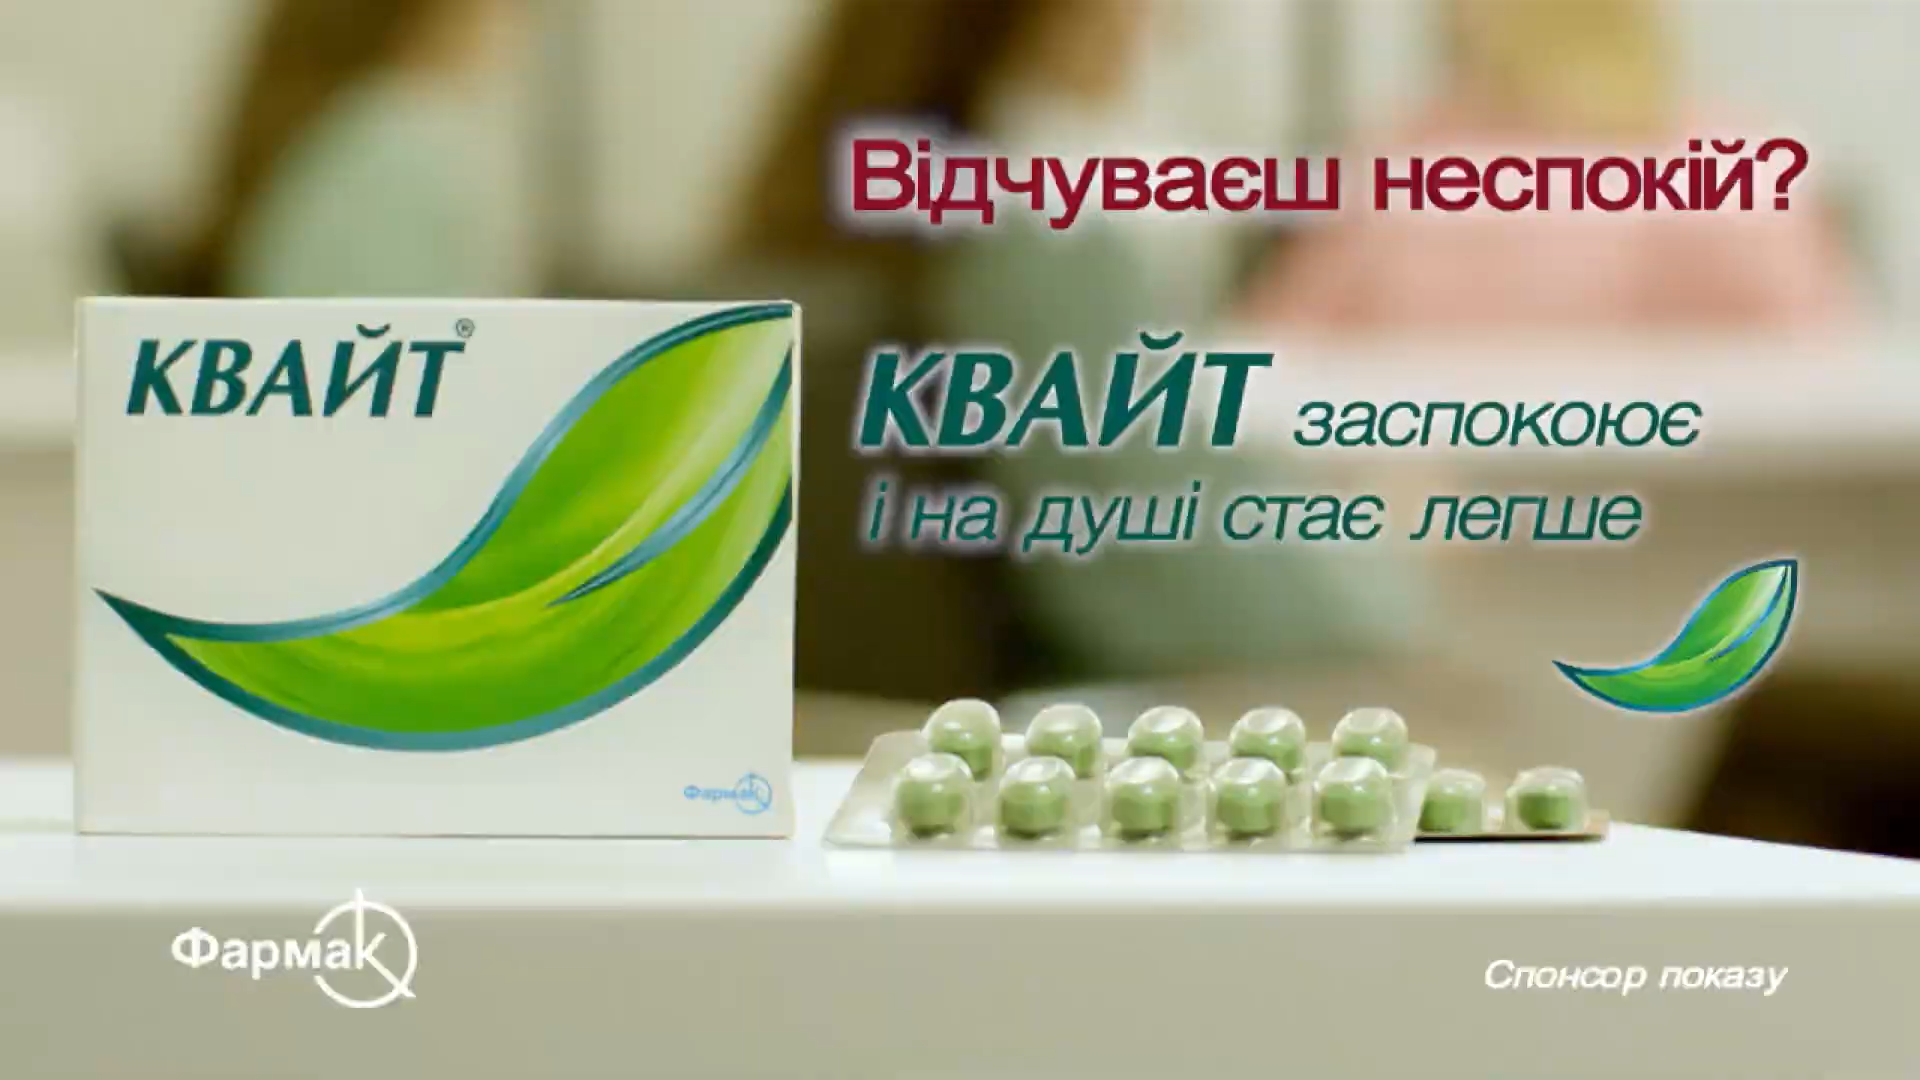 Відчуваєш неспокій?
КВАЙТ®
КВАЙТ заспокоює
і на душі стає легше
Фармак
Фармак
Спонсор показу